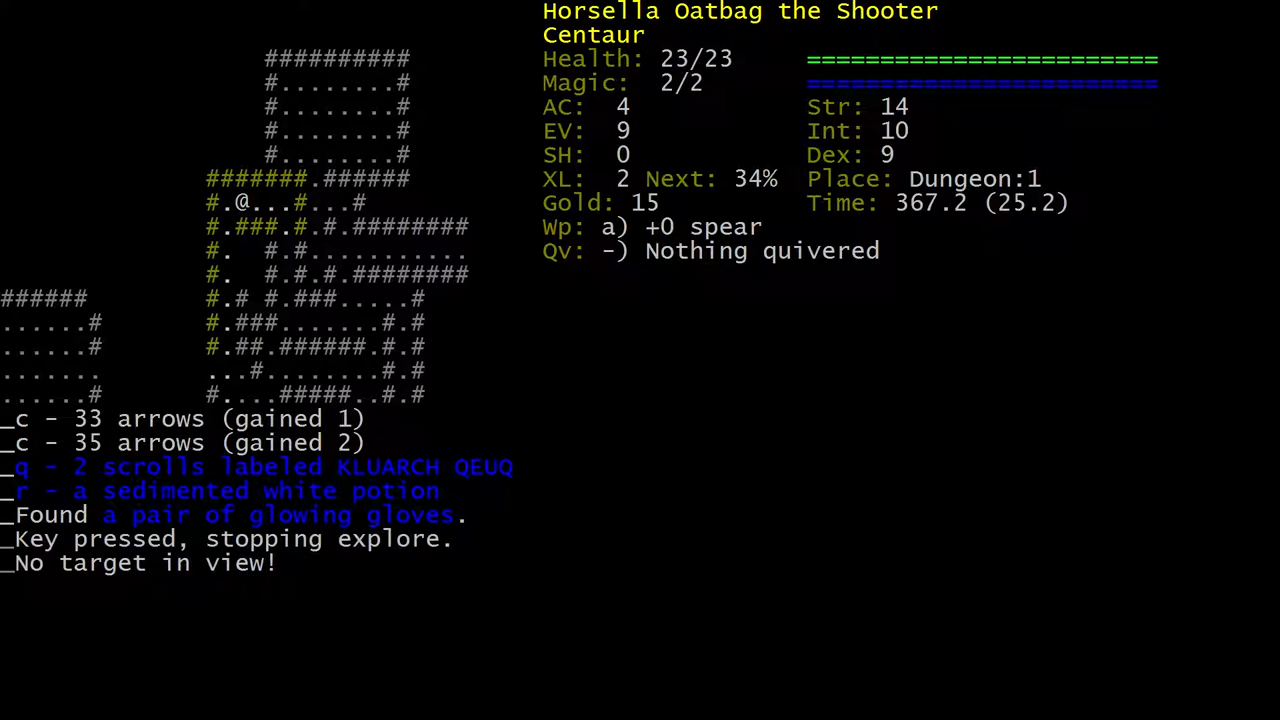 Horsella Oatbag the Shooter
Centaur
Health: 23/23 ========================
Magic: 2/2 ========================
AC: 4 Str: 14
EV: 9 Int: 10
SH: 0 Dex: 9
XL: 2 Next: 34% Place: Dungeon:1
Gold: 15 Time: 367.2 (25.2)
Wp: a) +0 spear
Qv: -) Nothing quivered
##########
#........#
#........#
#........#
#........#
#######.######
#.@...#...#
#.###.#.#.########
#.  #.#...........
#.  #.#.#.########
###### #.# #.###.....#
......# #.###.......#.#
......# #.##.######.#.#
....... ...#........#.#
......# #....#####..#.#
_c - 33 arrows (gained 1)
_c - 35 arrows (gained 2)
_q - 2 scrolls labeled KLUARCH QEUQ
_r - a sedimented white potion
_Found a pair of glowing gloves.
_Key pressed, stopping explore.
_No target in view!